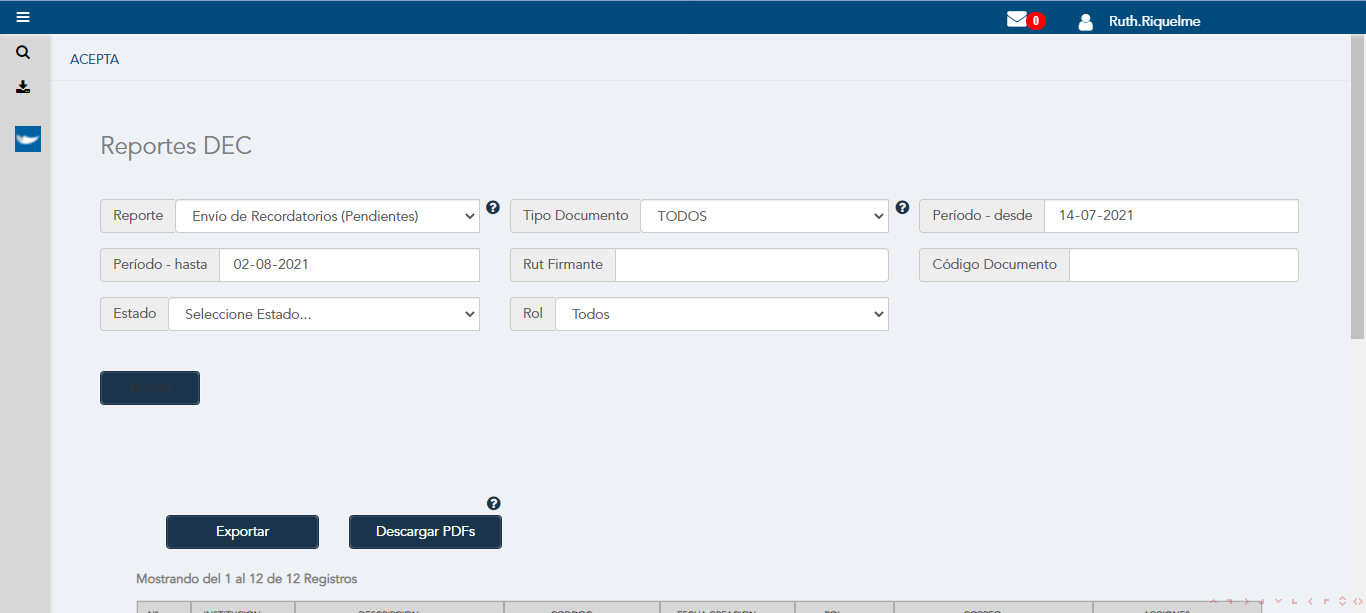 0 Ruth.Riquelme
ACEPTA
Reportes DEC
Reporte Envío de Recordatorios (Pendientes) Tipo Documento TODOS Período - desde 14-07-2021
Período - hasta 02-08-2021 Rut Firmante Código Documento
Estado Seleccione Estado... Rol Todos
Exportar Descargar PDFs
Mostrando del 1 al 12 de 12 Registros